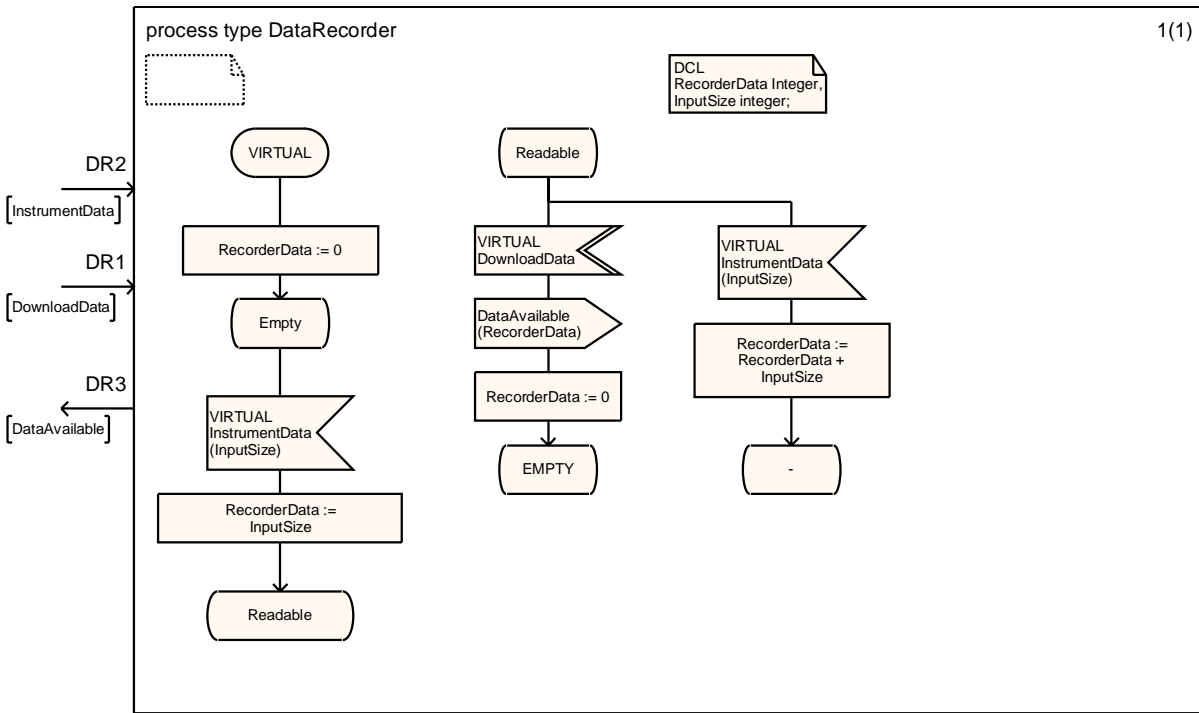 process type DataRecorder
1(1)
DCL
RecorderData Integer,
InputSize integer;
DR2
[InstrumentData]
DR1
[DownloadData]
DR3
[DataAvailable]
VIRTUAL
RecorderData := 0
Empty
VIRTUAL
InstrumentData
(InputSize)
RecorderData :=
InputSize
Readable
Readable
VIRTUAL
DownloadData
DataAvailable
(RecorderData)
RecorderData := 0
EMPTY
VIRTUAL
InstrumentData
(InputSize)
RecorderData :=
RecorderData +
InputSize
-